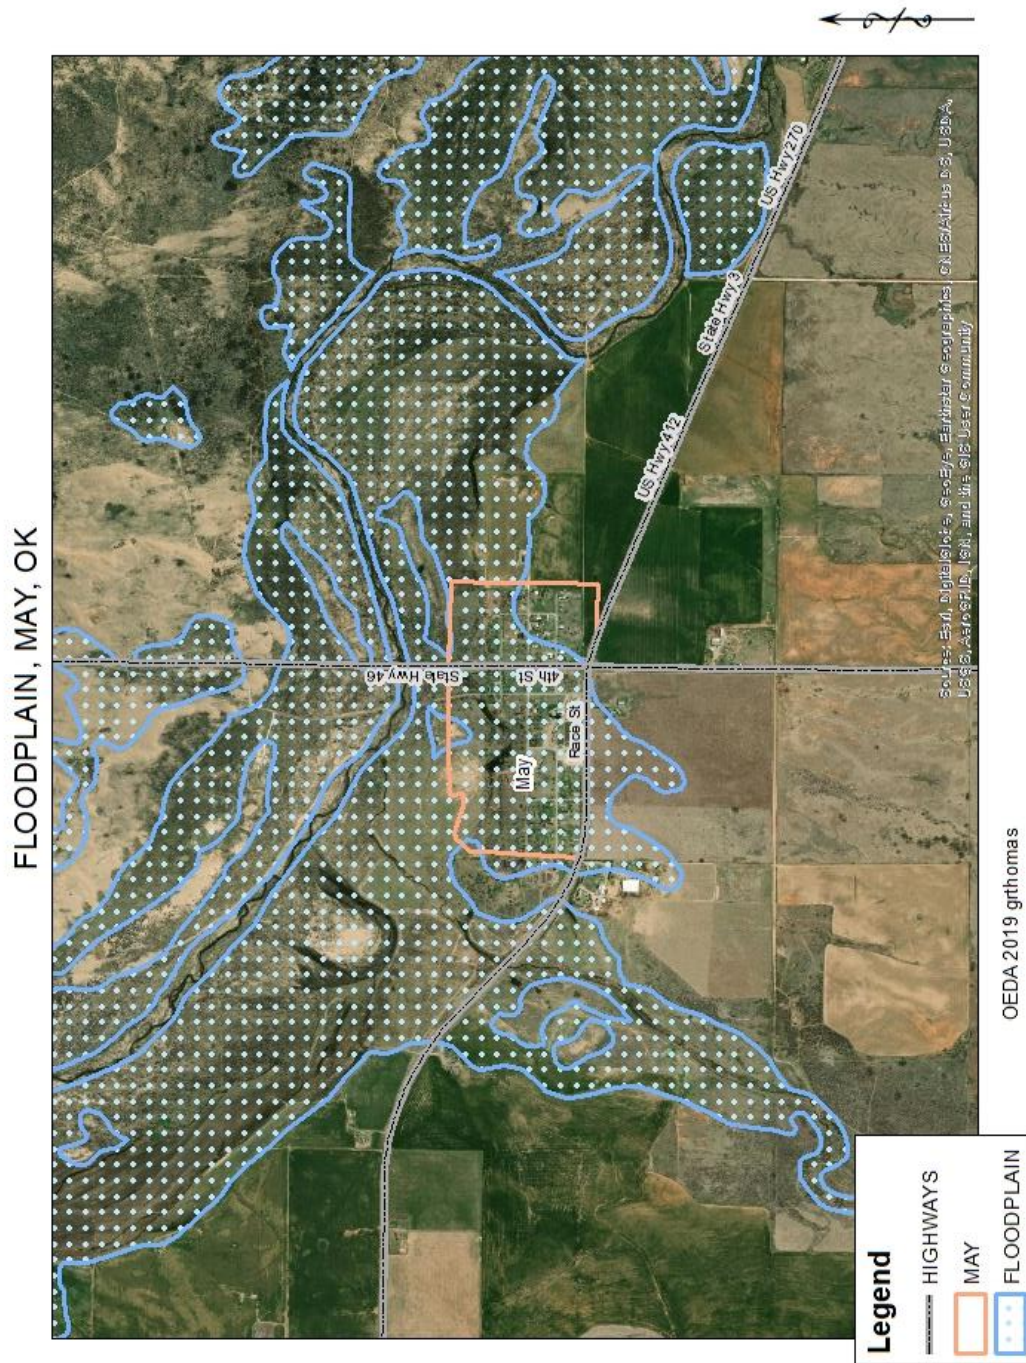 FLOODPLAIN, MAY, OK
State Hwy 46
4th St
May
Race St
US Hwy 412
State Hwy 3
US Hwy 270
Source: Esri, DigitalGlobe, GeoEye, Earthstar Geographics, CNES/Airbus DS, USDA,
USGS, AeroGRID, IGN, and the GIS User Community
Legend
HIGHWAYS
MAY
FLOODPLAIN
OEDA 2019 grthomas